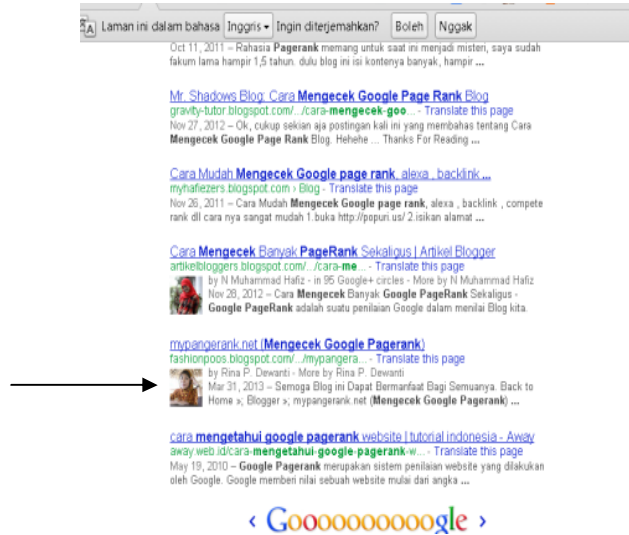 Laman ini dalam bahasa Inggris Ingin diterjemahkan? Boleh Nggak
Oct 11, 2011 – Rahasia Pagerank memang untuk saat ini menjadi misteri, saya sudah
fakum lama hampir 1,5 tahun. dulu blog ini isi kontenya banyak, hampir ...
Mr. Shadows Blog: Cara Mengecek Google Page Rank Blog
gravity-tutor.blogspot.com/.../cara-mengecek-goo... - Translate this page
Nov 27, 2012 – Ok, cukup sekian aja postingan kali ini yang membahas tentang Cara
Mengecek Google Page Rank Blog. Hehehe ... Thanks For Reading ...
Cara Mudah Mengecek Google page rank, alexa , backlink ...
myhafiezers.blogspot.com › Blog - Translate this page
Nov 26, 2011 – Cara Mudah Mengecek Google page rank, alexa , backlink , compete
rank dll cara nya sangat mudah 1.buka http://popuri.us/ 2.isikan alamat ...
Cara Mengecek Banyak PageRank Sekaligus | Artikel Blogger
artikelbloggers.blogspot.com/.../cara-me... - Translate this page
by N Muhammad Hafiz - in 95 Google+ circles - More by N Muhammad Hafiz
Nov 28, 2012 – Cara Mengecek Banyak Google PageRank Sekaligus -
Google PageRank adalah suatu penilaian Google dalam menilai Blog kita.
mypangerank.net (Mengecek Google Pagerank)
fashionpoos.blogspot.com/.../mypangera... - Translate this page
by Rina P. Dewanti - More by Rina P. Dewanti
Mar 31, 2013 – Semoga Blog ini Dapat Bermanfaat Bagi Semuanya. Back to
Home »; Blogger »; mypangerank.net (Mengecek Google Pagerank) ...
cara mengetahui google pagerank website | tutorial indonesia - Away
away.web.id/cara-mengetahui-google-pagerank-w... - Translate this page
May 19, 2010 – Google Pagerank merupakan sistem penilaian website yang dilakukan
oleh Google. Google memberi nilai sebuah website mulai dari angka ...
‹ Goooooooooogle ›